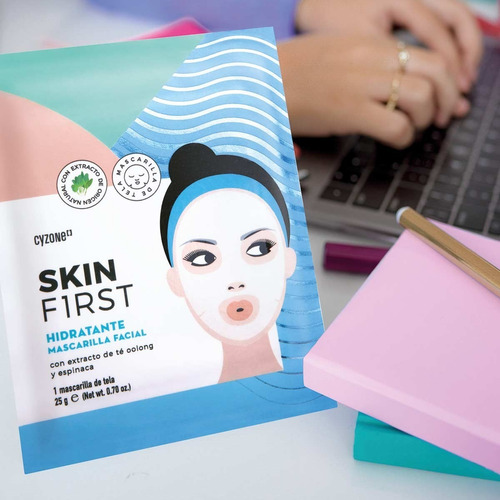 CON EXTRACTO DE ORIGEN NATURAL
MASCARILLA DE TELA
cyzone
SKIN
F1RST
HIDRATANTE
MASCARILLA FACIAL
con extracto de té oolong
y espinaca
1 mascarilla de tela
25 g e (Net wt. 0.78 oz.)